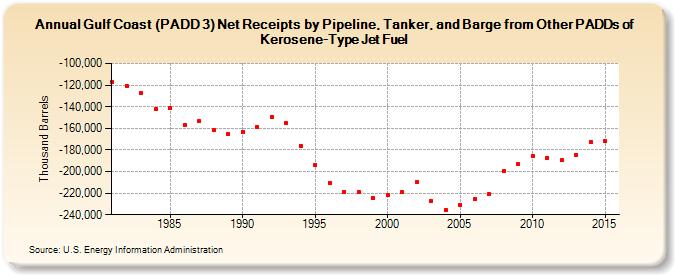 Annual Gulf Coast (PADD 3) Net Receipts by Pipeline, Tanker, and Barge from Other PADDs of
Kerosene-Type Jet Fuel
Thousand Barrels
-100,000
-120,000
-140,000
-160,000
-180,000
-200,000
-220,000
-240,000
1985 1990 1995 2000 2005 2010 2015
Source: U.S. Energy Information Administration